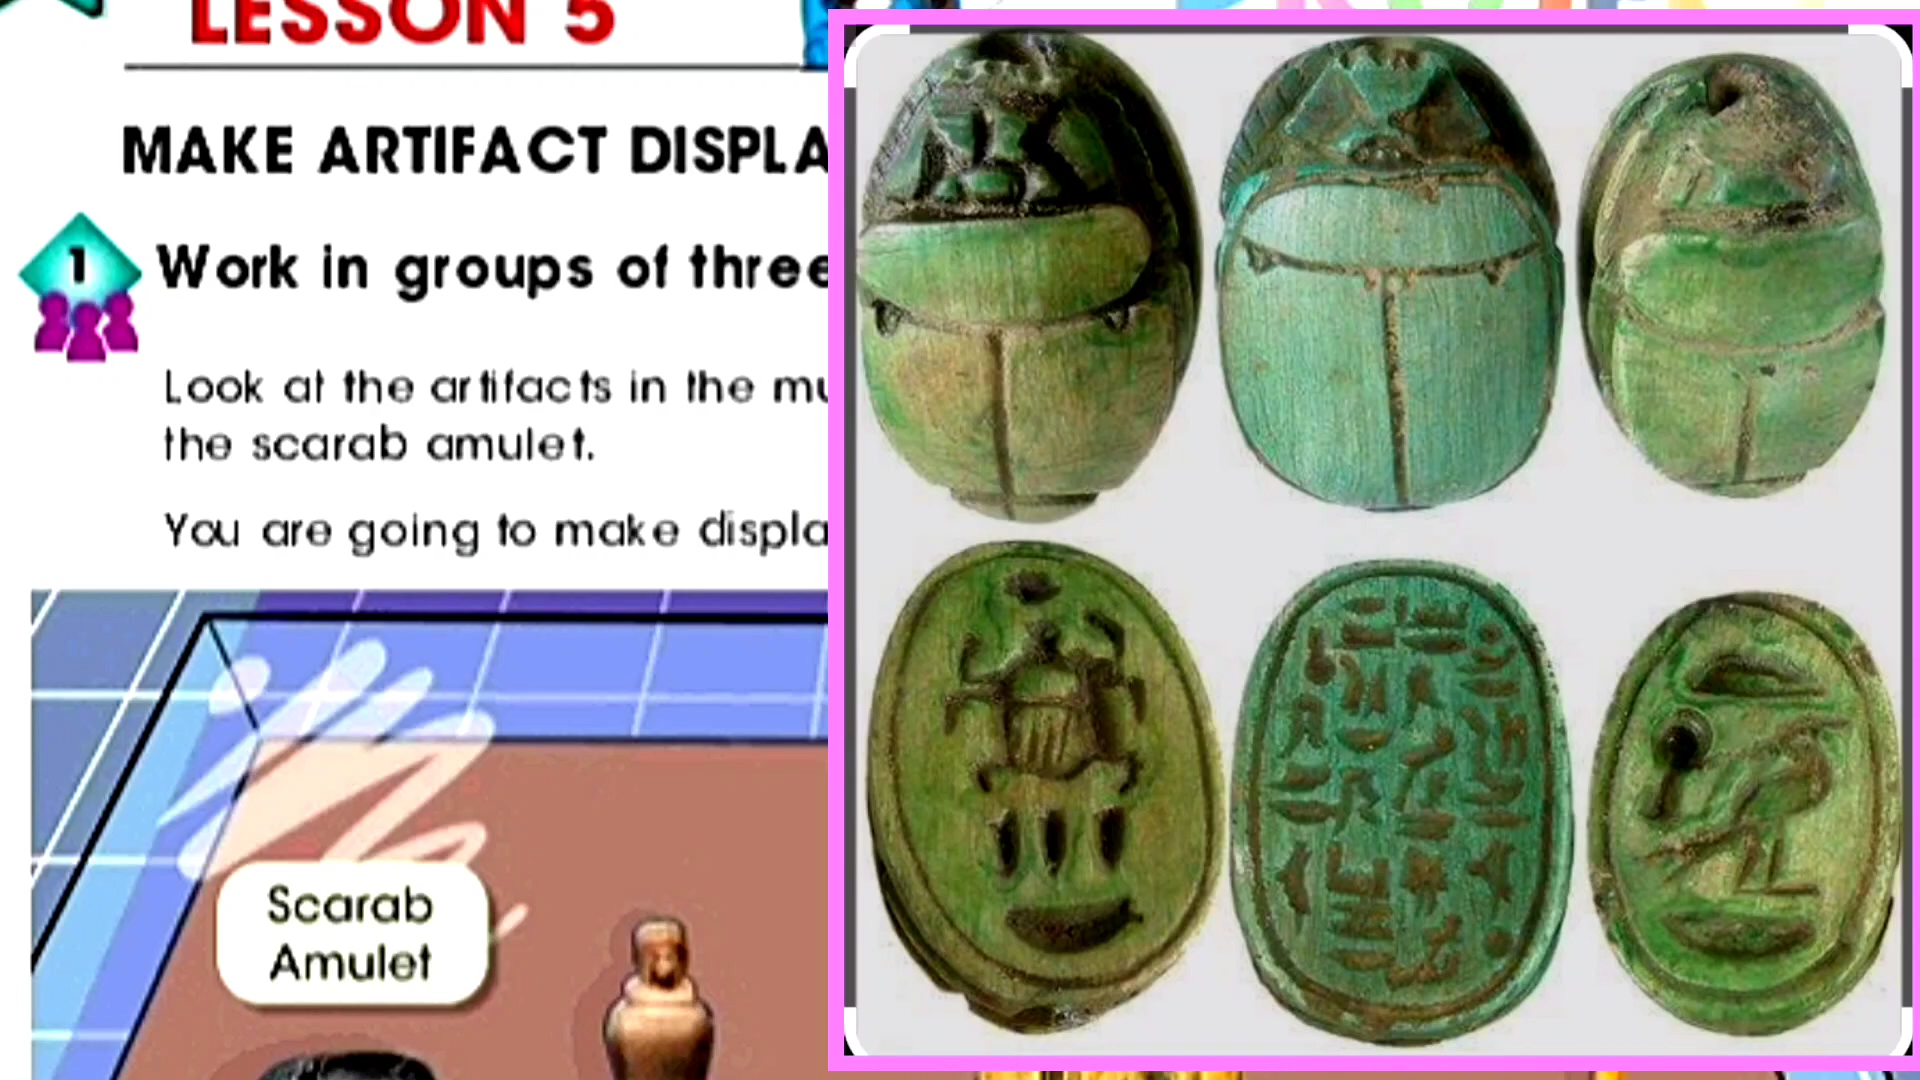 LESSON 5
MAKE ARTIFACT DISPLA
1
Work in groups of three
Look at the artifacts in the mu
the scarab amulet.
You are going to make displa
Scarab
Amulet